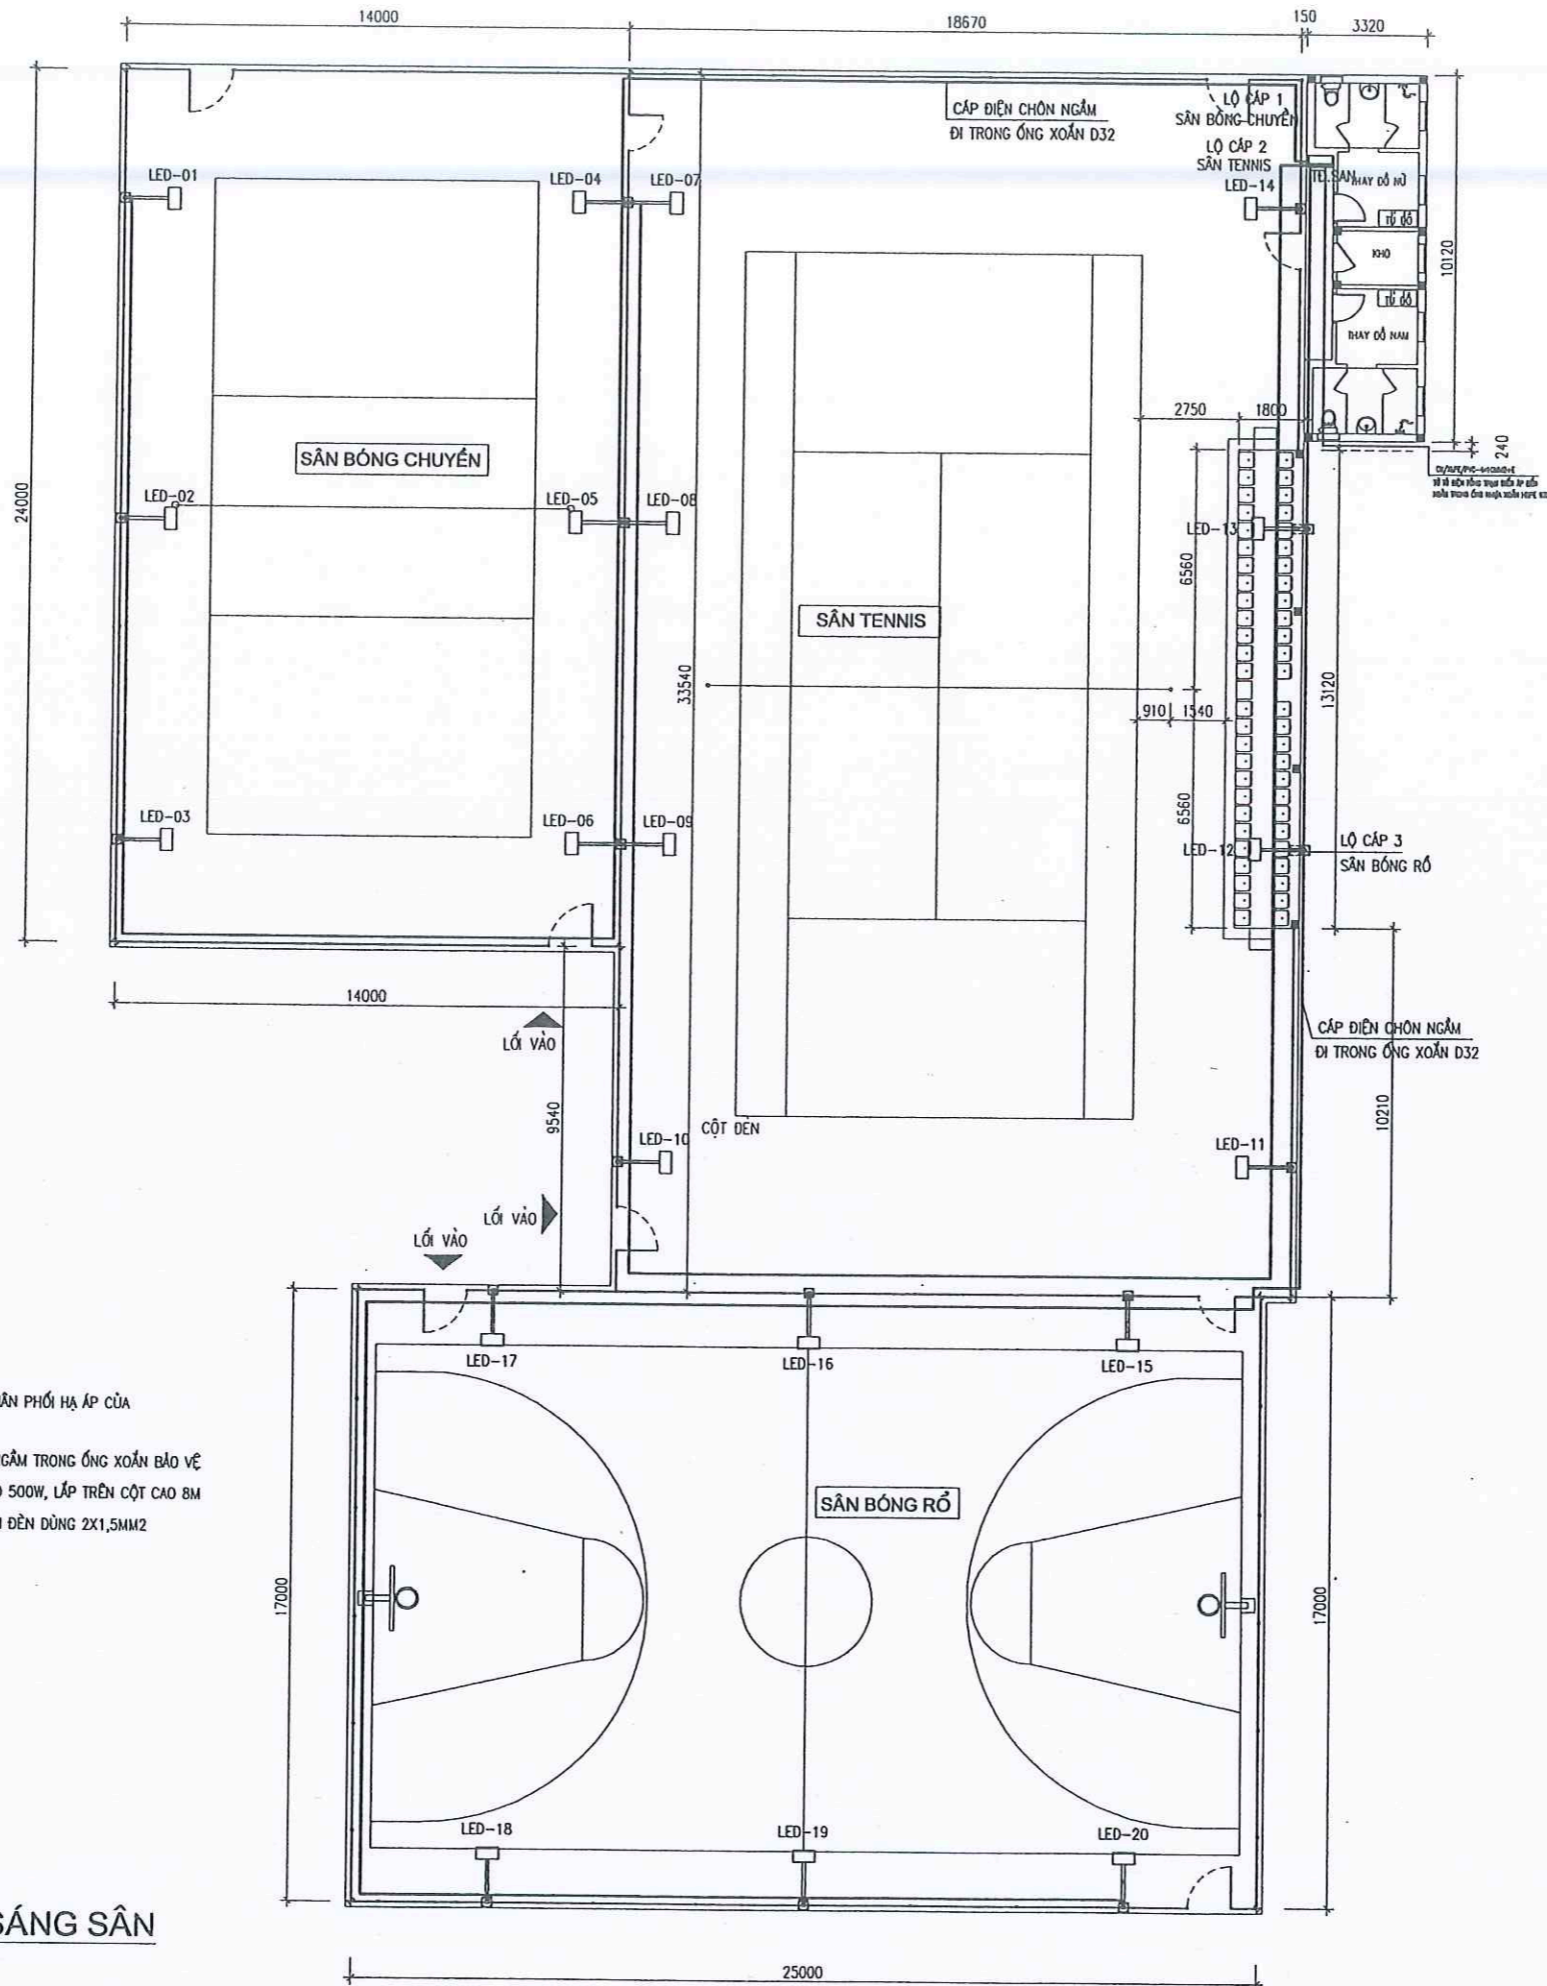 14000
18670
150
3320
CÁP ĐIỆN CHÔN NGẦM
ĐI TRONG ỐNG XOẮN D32
LỘ CÁP 1
SÂN BÓNG CHUYỀN
LỘ CÁP 2
SÂN TENNIS
LED-01
LED-04
LED-07
LED-14
TĐ.SAN
THAY ĐỒ NỮ
TỦ ĐỒ
KHO
TỦ ĐỒ
THAY ĐỒ NAM
10120
2750
1800
240
24000
SÂN BÓNG CHUYỀN
LED-02
LED-05
LED-08
LED-13
6560
SÂN TENNIS
33540
13120
910
1540
6560
LED-03
LED-06
LED-09
LED-12
LỘ CÁP 3
SÂN BÓNG RỔ
14000
LỐI VÀO
CÁP ĐIỆN CHÔN NGẦM
ĐI TRONG ỐNG XOẮN D32
9540
10210
CỘT ĐÈN
LED-10
LED-11
LỐI VÀO
LỐI VÀO
LED-17
LED-16
LED-15
ÂN PHỐI HẠ ÁP CỦA
GẦM TRONG ỐNG XOẮN BẢO VỆ
500W, LẮP TRÊN CỘT CAO 8M
ĐÈN DÙNG 2X1,5MM2
SÂN BÓNG RỔ
17000
17000
LED-18
LED-19
LED-20
SÁNG SÂN
25000